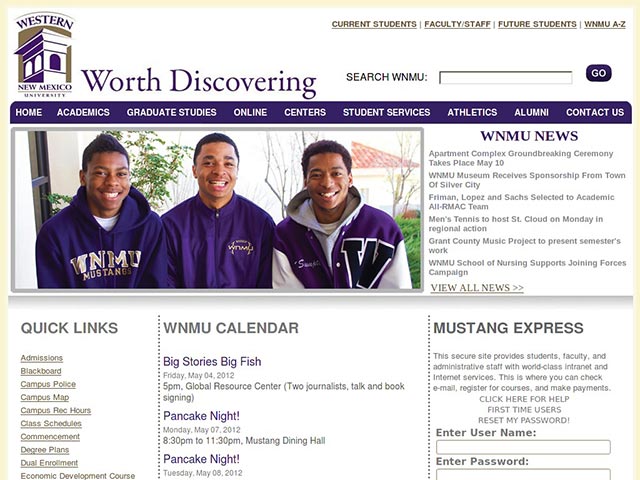 WESTERN
NEW MEXICO
UNIVERSITY
Worth Discovering
CURRENT STUDENTS | FACULTY/STAFF | FUTURE STUDENTS | WNMU A-Z
SEARCH WNMU:
GO
HOME ACADEMICS GRADUATE STUDIES ONLINE CENTERS STUDENT SERVICES ATHLETICS ALUMNI CONTACT US
WNMU
MUSTANGS
WNMU
W
WNMU NEWS
Apartment Complex Groundbreaking Ceremony
Takes Place May 10
WNMU Museum Receives Sponsorship From Town
Of Silver City
Friman, Lopez and Sachs Selected to Academic
All-RMAC Team
Men's Tennis to host St. Cloud on Monday in
regional action
Grant County Music Project to present semester's
work
WNMU School of Nursing Supports Joining Forces
Campaign
VIEW ALL NEWS >>
QUICK LINKS
Admissions
Blackboard
Campus Police
Campus Map
Campus Rec Hours
Class Schedules
Commencement
Degree Plans
Dual Enrollment
Economic Development Course
WNMU CALENDAR
Big Stories Big Fish
Friday, May 04, 2012
5pm, Global Resource Center (Two journalists, talk and book
signing)
Pancake Night!
Monday, May 07, 2012
8:30pm to 11:30pm, Mustang Dining Hall
Pancake Night!
Tuesday, May 08, 2012
MUSTANG EXPRESS
This secure site provides students, faculty, and
administrative staff with world-class intranet and
Internet services. This is where you can check
e-mail, register for courses, and make payments.
CLICK HERE FOR HELP
FIRST TIME USERS
RESET MY PASSWORD!
Enter User Name:
Enter Password: